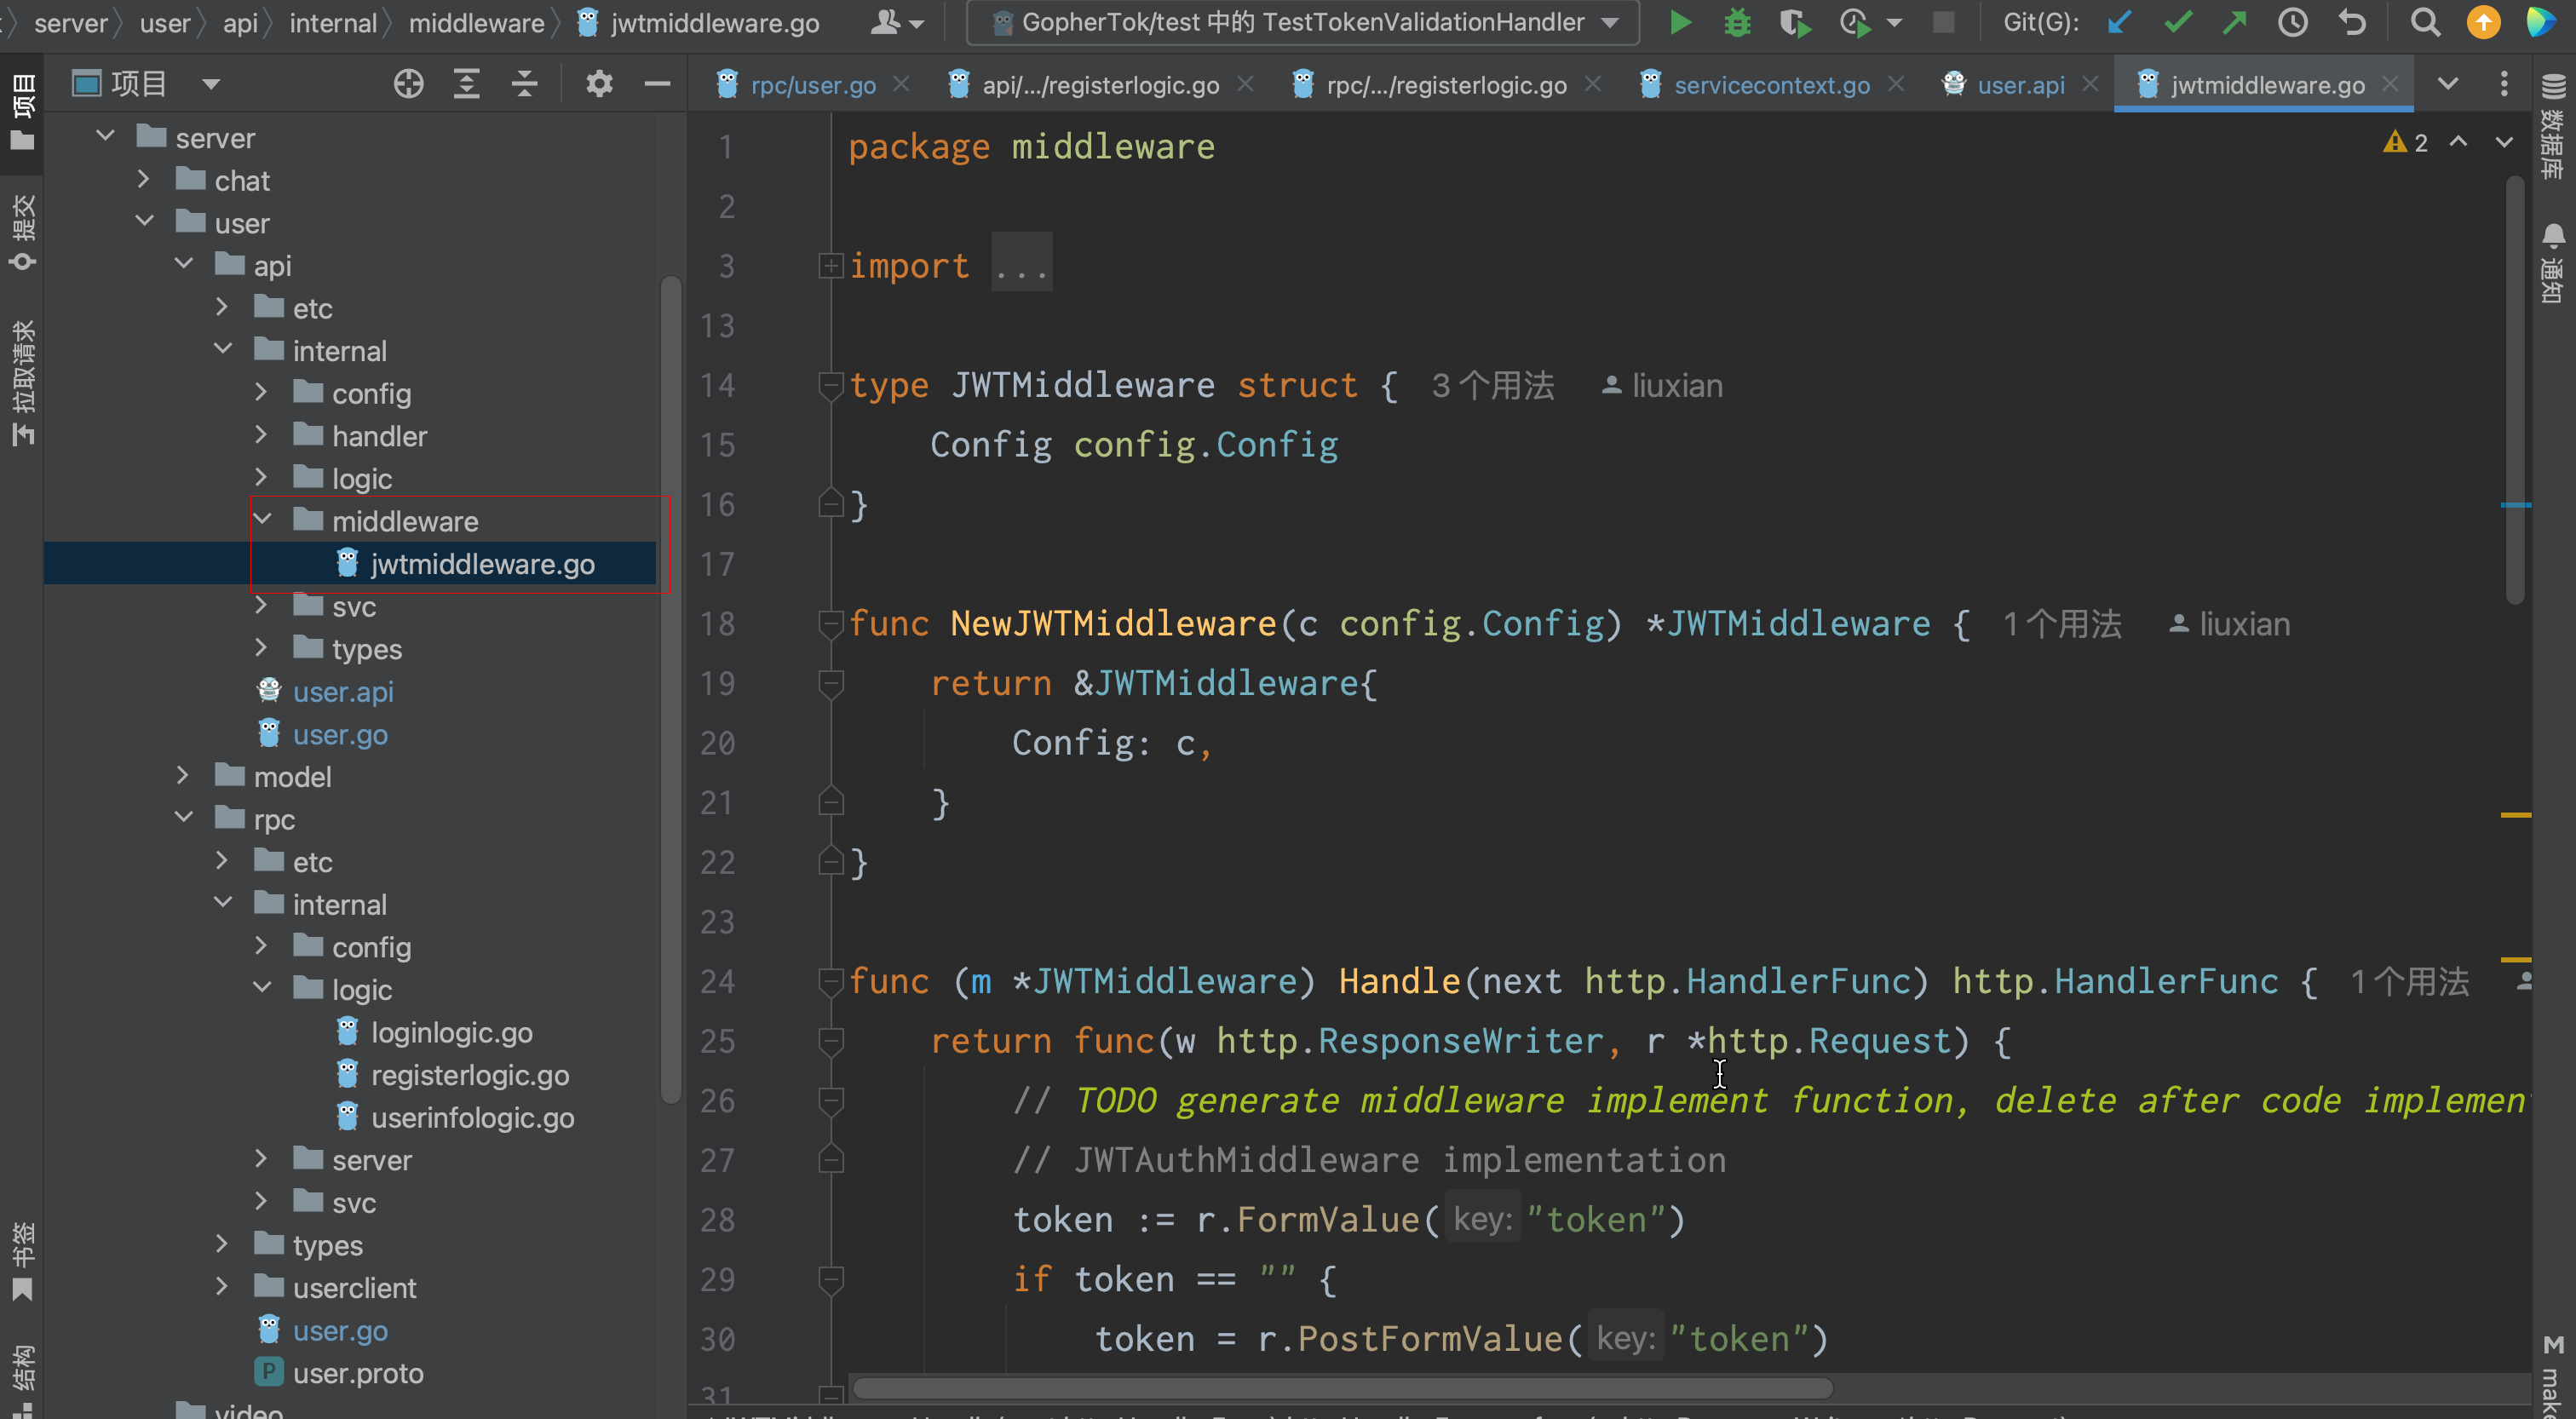 server user api internal middleware jwtmiddleware.go GopherTok/test 中的 TestTokenValidationHandler Git(G):
项目 rpc/user.go api/.../registerlogic.go rpc/.../registerlogic.go servicecontext.go user.api jwtmiddleware.go
项目
提交
拉取请求
书签
结构
server
chat
user
api
etc
internal
config
handler
logic
middleware
jwtmiddleware.go
svc
types
user.api
user.go
model
rpc
etc
internal
config
logic
loginlogic.go
registerlogic.go
userinfologic.go
server
svc
types
userclient
user.go
user.proto
video
2
1 package middleware
2
3 import ...
13
14 type JWTMiddleware struct { 3 个用法 liuxian
15 Config config.Config
16 }
17
18 func NewJWTMiddleware(c config.Config) *JWTMiddleware { 1 个用法 liuxian
19 return &JWTMiddleware{
20 Config: c,
21 }
22 }
23
24 func (m *JWTMiddleware) Handle(next http.HandlerFunc) http.HandlerFunc { 1 个用法
25 return func(w http.ResponseWriter, r *http.Request) {
26 // TODO generate middleware implement function, delete after code implemen
27 // JWTAuthMiddleware implementation
28 token := r.FormValue( key: "token")
29 if token == "" {
30 token = r.PostFormValue( key: "token")
31
数据库
通知
M make